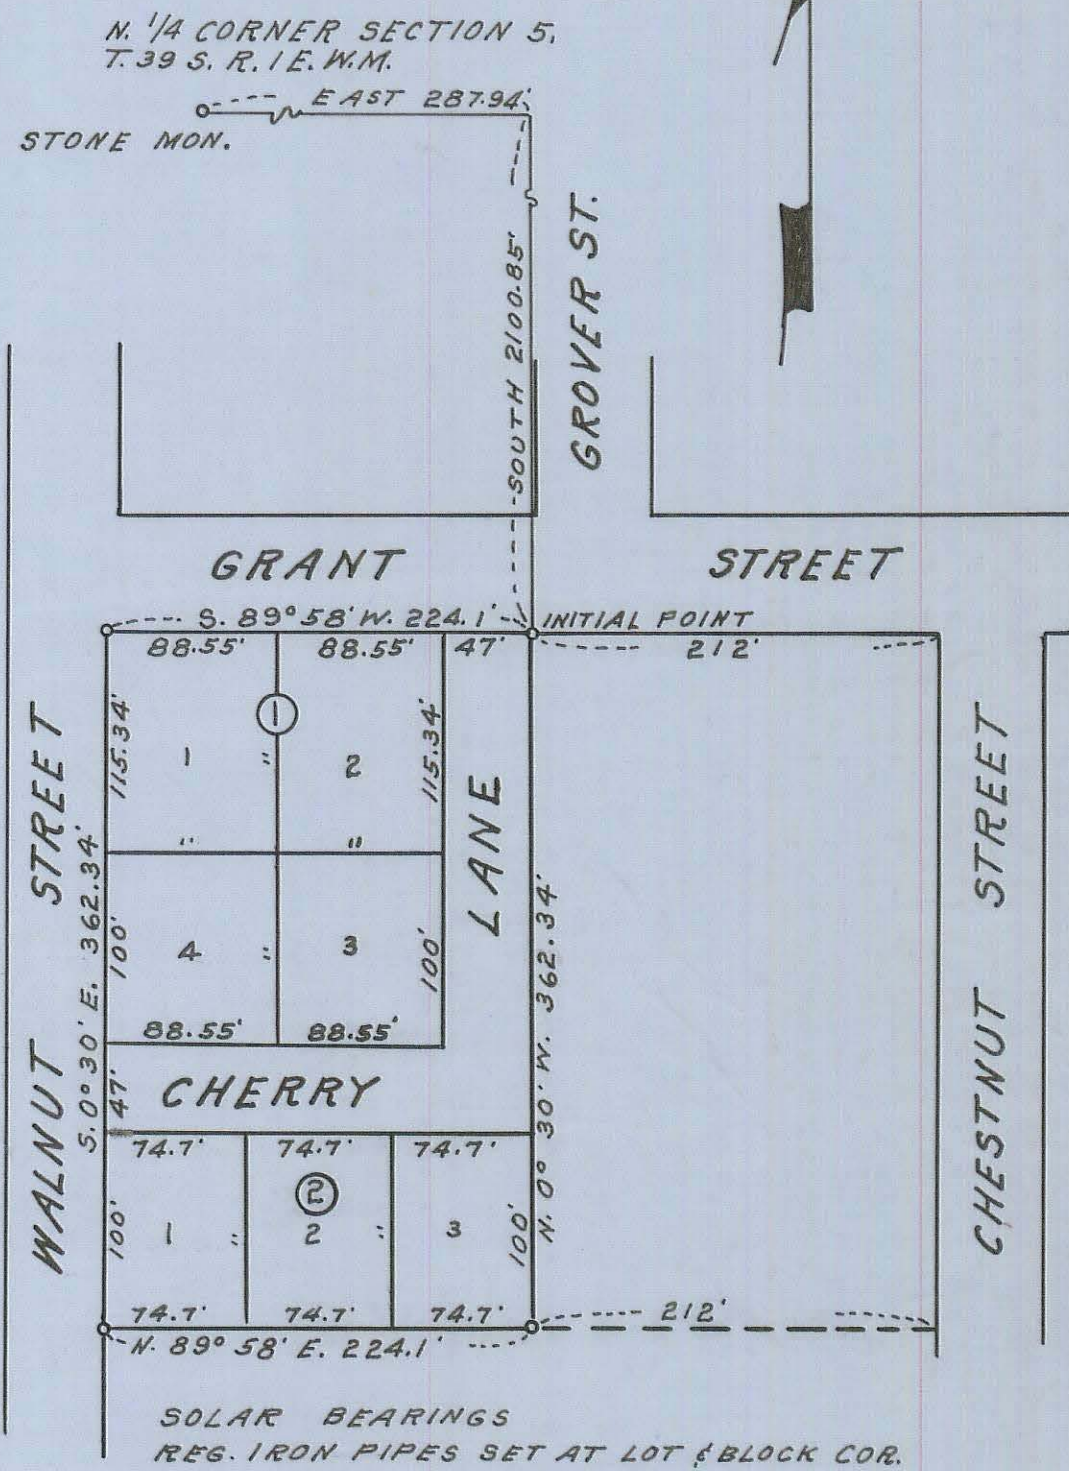 N. 1/4 CORNER SECTION 5,
T. 39 S. R. 1 E. W.M.
EAST 287.94'
STONE MON.
SOUTH 2100.85'
GROVER ST.
GRANT STREET
S. 89° 58' W. 224.1'
INITIAL POINT
88.55' 88.55' 47' 212'
1
115.34' 1 " 2 115.34'
" "
100' 4 " 3 100'
88.55' 88.55'
LANE
WALNUT STREET
S. 0° 30' E. 362.34'
N. 0° 30' W. 362.34'
CHESTNUT STREET
47' CHERRY
74.7' 74.7' 74.7'
2
100' 1 " 2 " 3 100'
74.7' 74.7' 74.7' 212'
N. 89° 58' E. 224.1'
SOLAR BEARINGS
REG. IRON PIPES SET AT LOT & BLOCK COR.